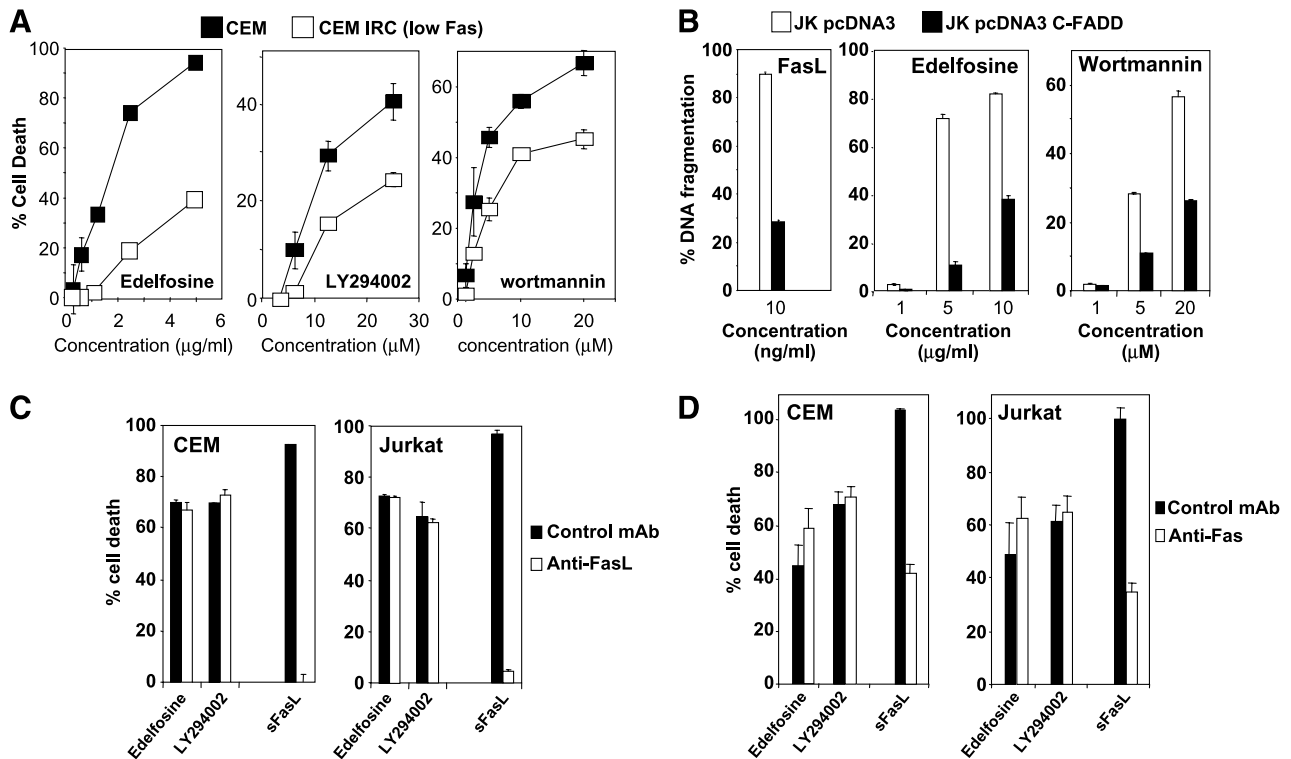 A
CEM
CEM IRC (low Fas)
% Cell Death
100
80
60
40
20
0
Edelfosine
0 2 4 6
Concentration (μg/ml)
40
20
0
LY294002
0 10 20 30
Concentration (μM)
60
40
20
0
wortmannin
0 10 20
concentration (μM)
B
JK pcDNA3
JK pcDNA3 C-FADD
% DNA fragmentation
100
80
60
40
20
0
FasL
10
Concentration
(ng/ml)
100
80
60
40
20
0
Edelfosine
1 5 10
Concentration
(μg/ml)
60
40
20
0
Wortmannin
1 5 20
Concentration
(μM)
C
% cell death
100
80
60
40
20
0
CEM
Edelfosine
LY294002
sFasL
100
80
60
40
20
0
Jurkat
Edelfosine
LY294002
sFasL
Control mAb
Anti-FasL
D
% cell death
100
80
60
40
20
0
CEM
Edelfosine
LY294002
sFasL
100
80
60
40
20
0
Jurkat
Edelfosine
LY294002
sFasL
Control mAb
Anti-Fas